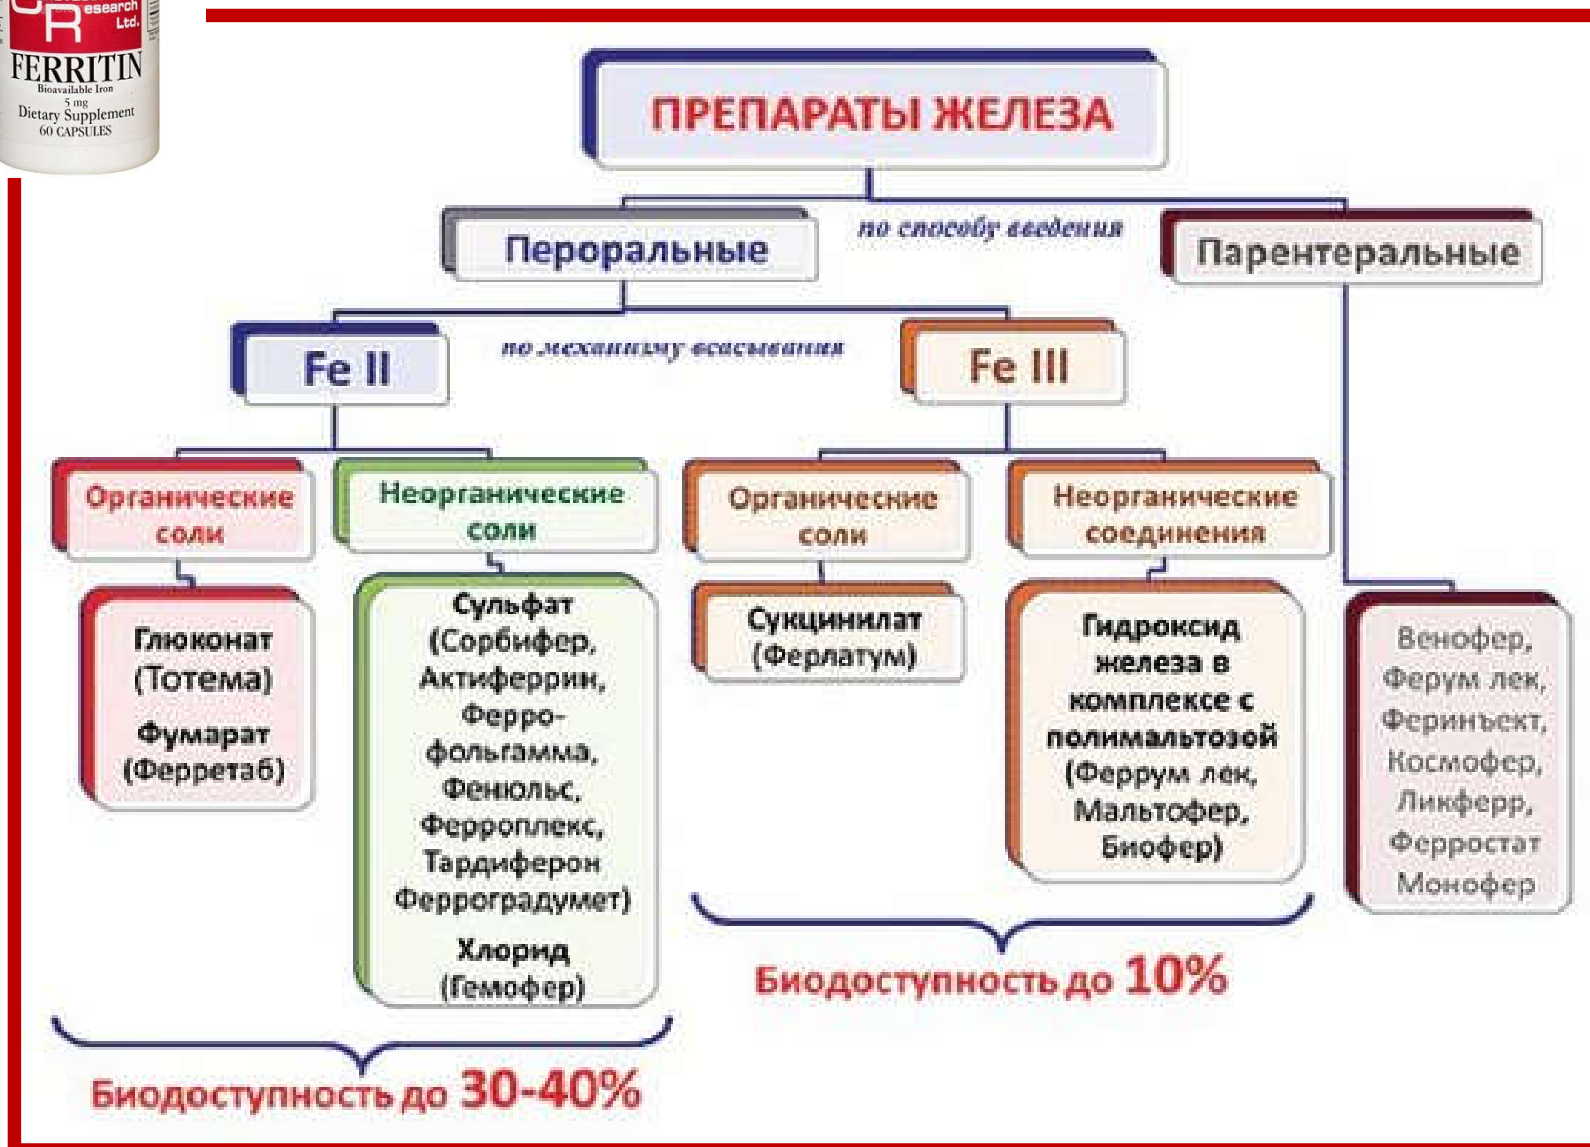 R esearch
Ltd.
FERRITIN
Bioavailable Iron
5 mg
Dietary Supplement
60 CAPSULES
ПРЕПАРАТЫ ЖЕЛЕЗА
по способу введения
Пероральные
Парентеральные
по механизму всасывания
Fe II
Fe III
Органические
соли
Неорганические
соли
Органические
соли
Неорганические
соединения
Глюконат
(Тотема)
Фумарат
(Ферретаб)
Сульфат
(Сорбифер,
Актиферрин,
Ферро-
фольгамма,
Фенюльс,
Ферроплекс,
Тардиферон
Ферроградумет)
Хлорид
(Гемофер)
Сукцинилат
(Ферлатум)
Гидроксид
железа в
комплексе с
полимальтозой
(Феррум лек,
Мальтофер,
Биофер)
Венофер,
Ферум лек,
Феринъект,
Космофер,
Ликферр,
Ферростат
Монофер
Биодоступность до 10%
Биодоступность до 30-40%